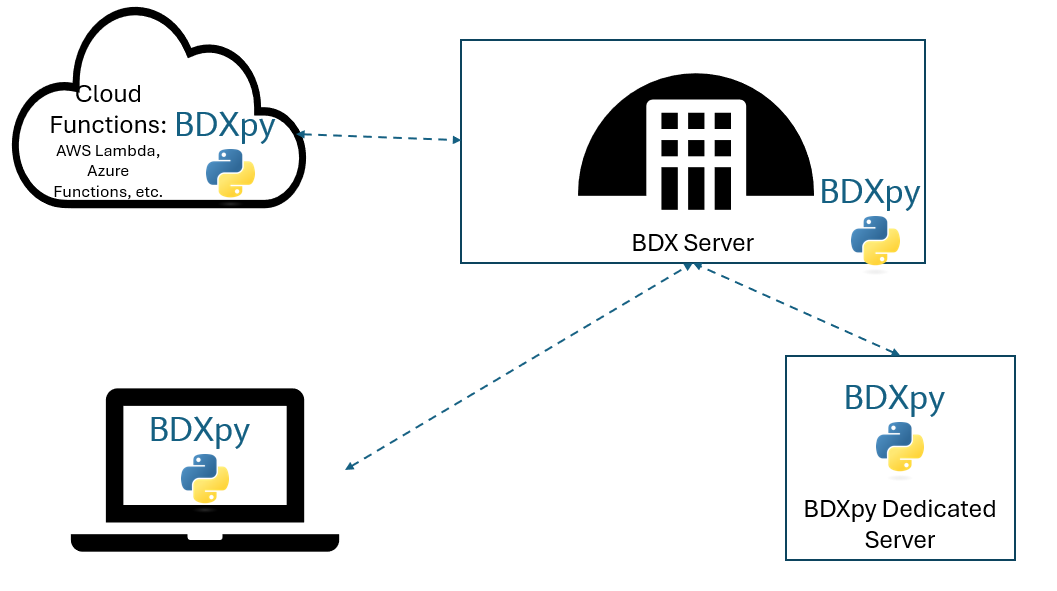 Cloud
Functions:
AWS Lambda,
Azure
Functions, etc.
BDXpy
BDXpy
BDX Server
BDXpy
BDXpy
BDXpy Dedicated
Server